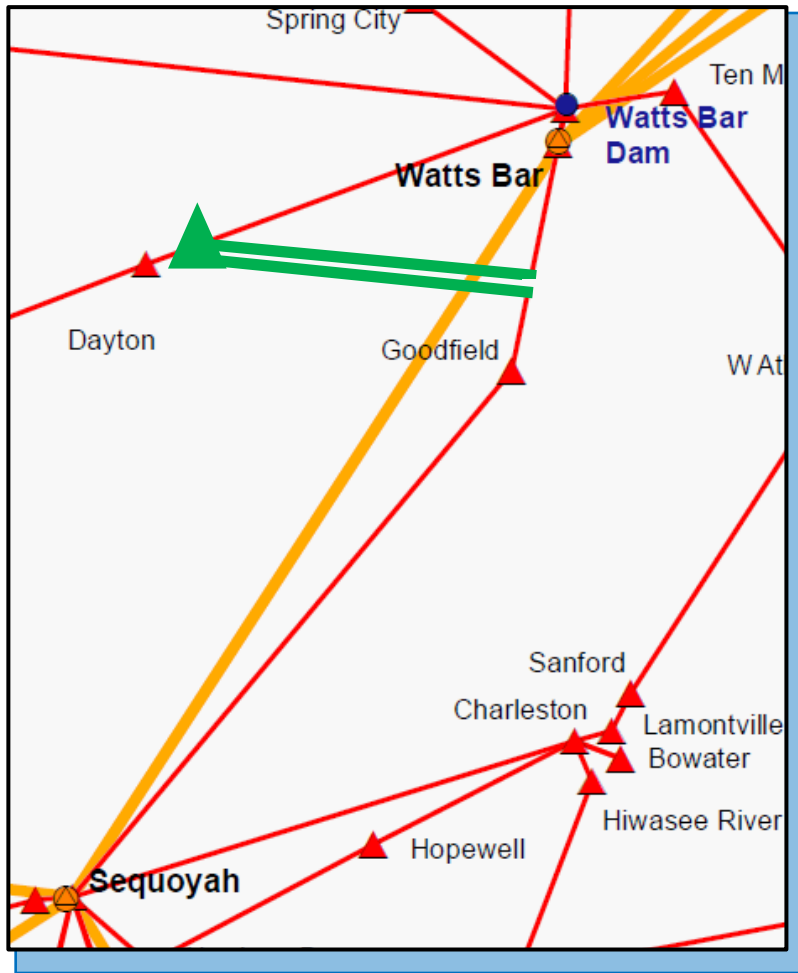 Spring City
Ten M
Watts Bar
Dam
Watts Bar
Dayton
Goodfield
W At
Sanford
Charleston
Lamontville
Bowater
Hiwasee River
Hopewell
Sequoyah